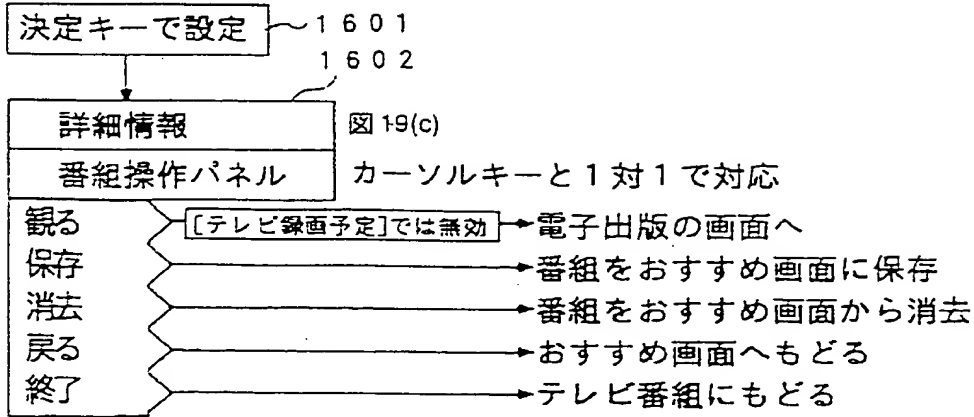 決定キーで設定 1601
1602
詳細情報 図19(c)
番組操作パネル カーソルキーと1対1で対応
観る [テレビ録画予定]では無効 電子出版の画面へ
保存 番組をおすすめ画面に保存
消去 番組をおすすめ画面から消去
戻る おすすめ画面へもどる
終了 テレビ番組にもどる